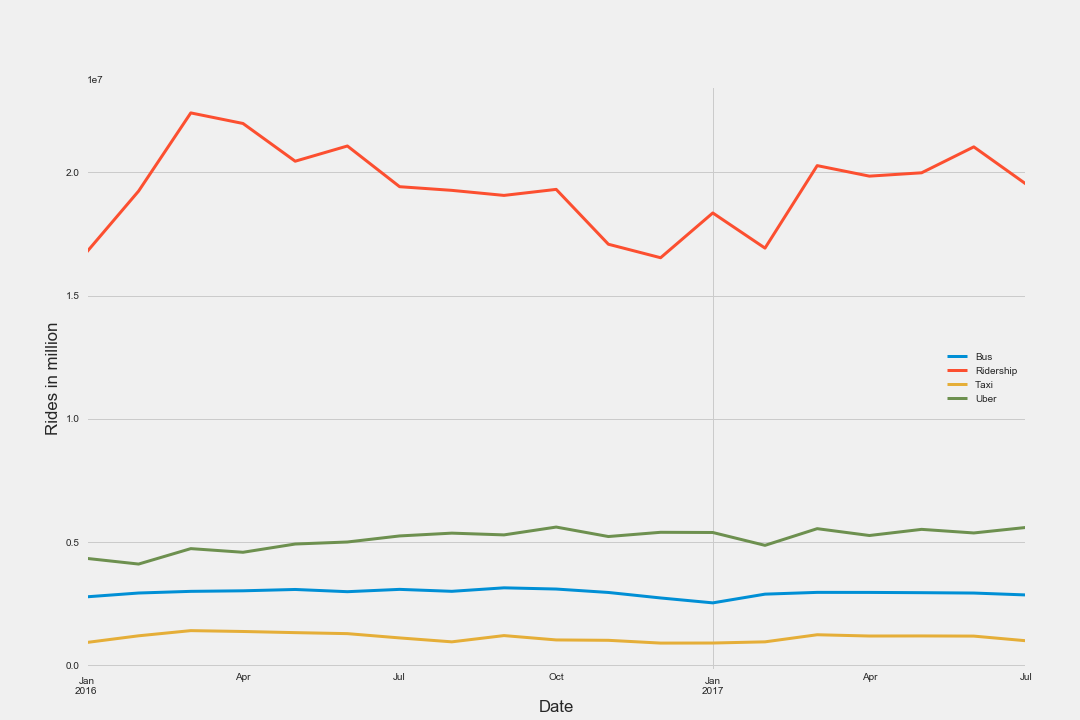 1e7
2.0
1.5
1.0
0.5
0.0
Rides in million
Bus
Ridership
Taxi
Uber
Jan
2016
Apr
Jul
Oct
Jan
2017
Apr
Jul
Date